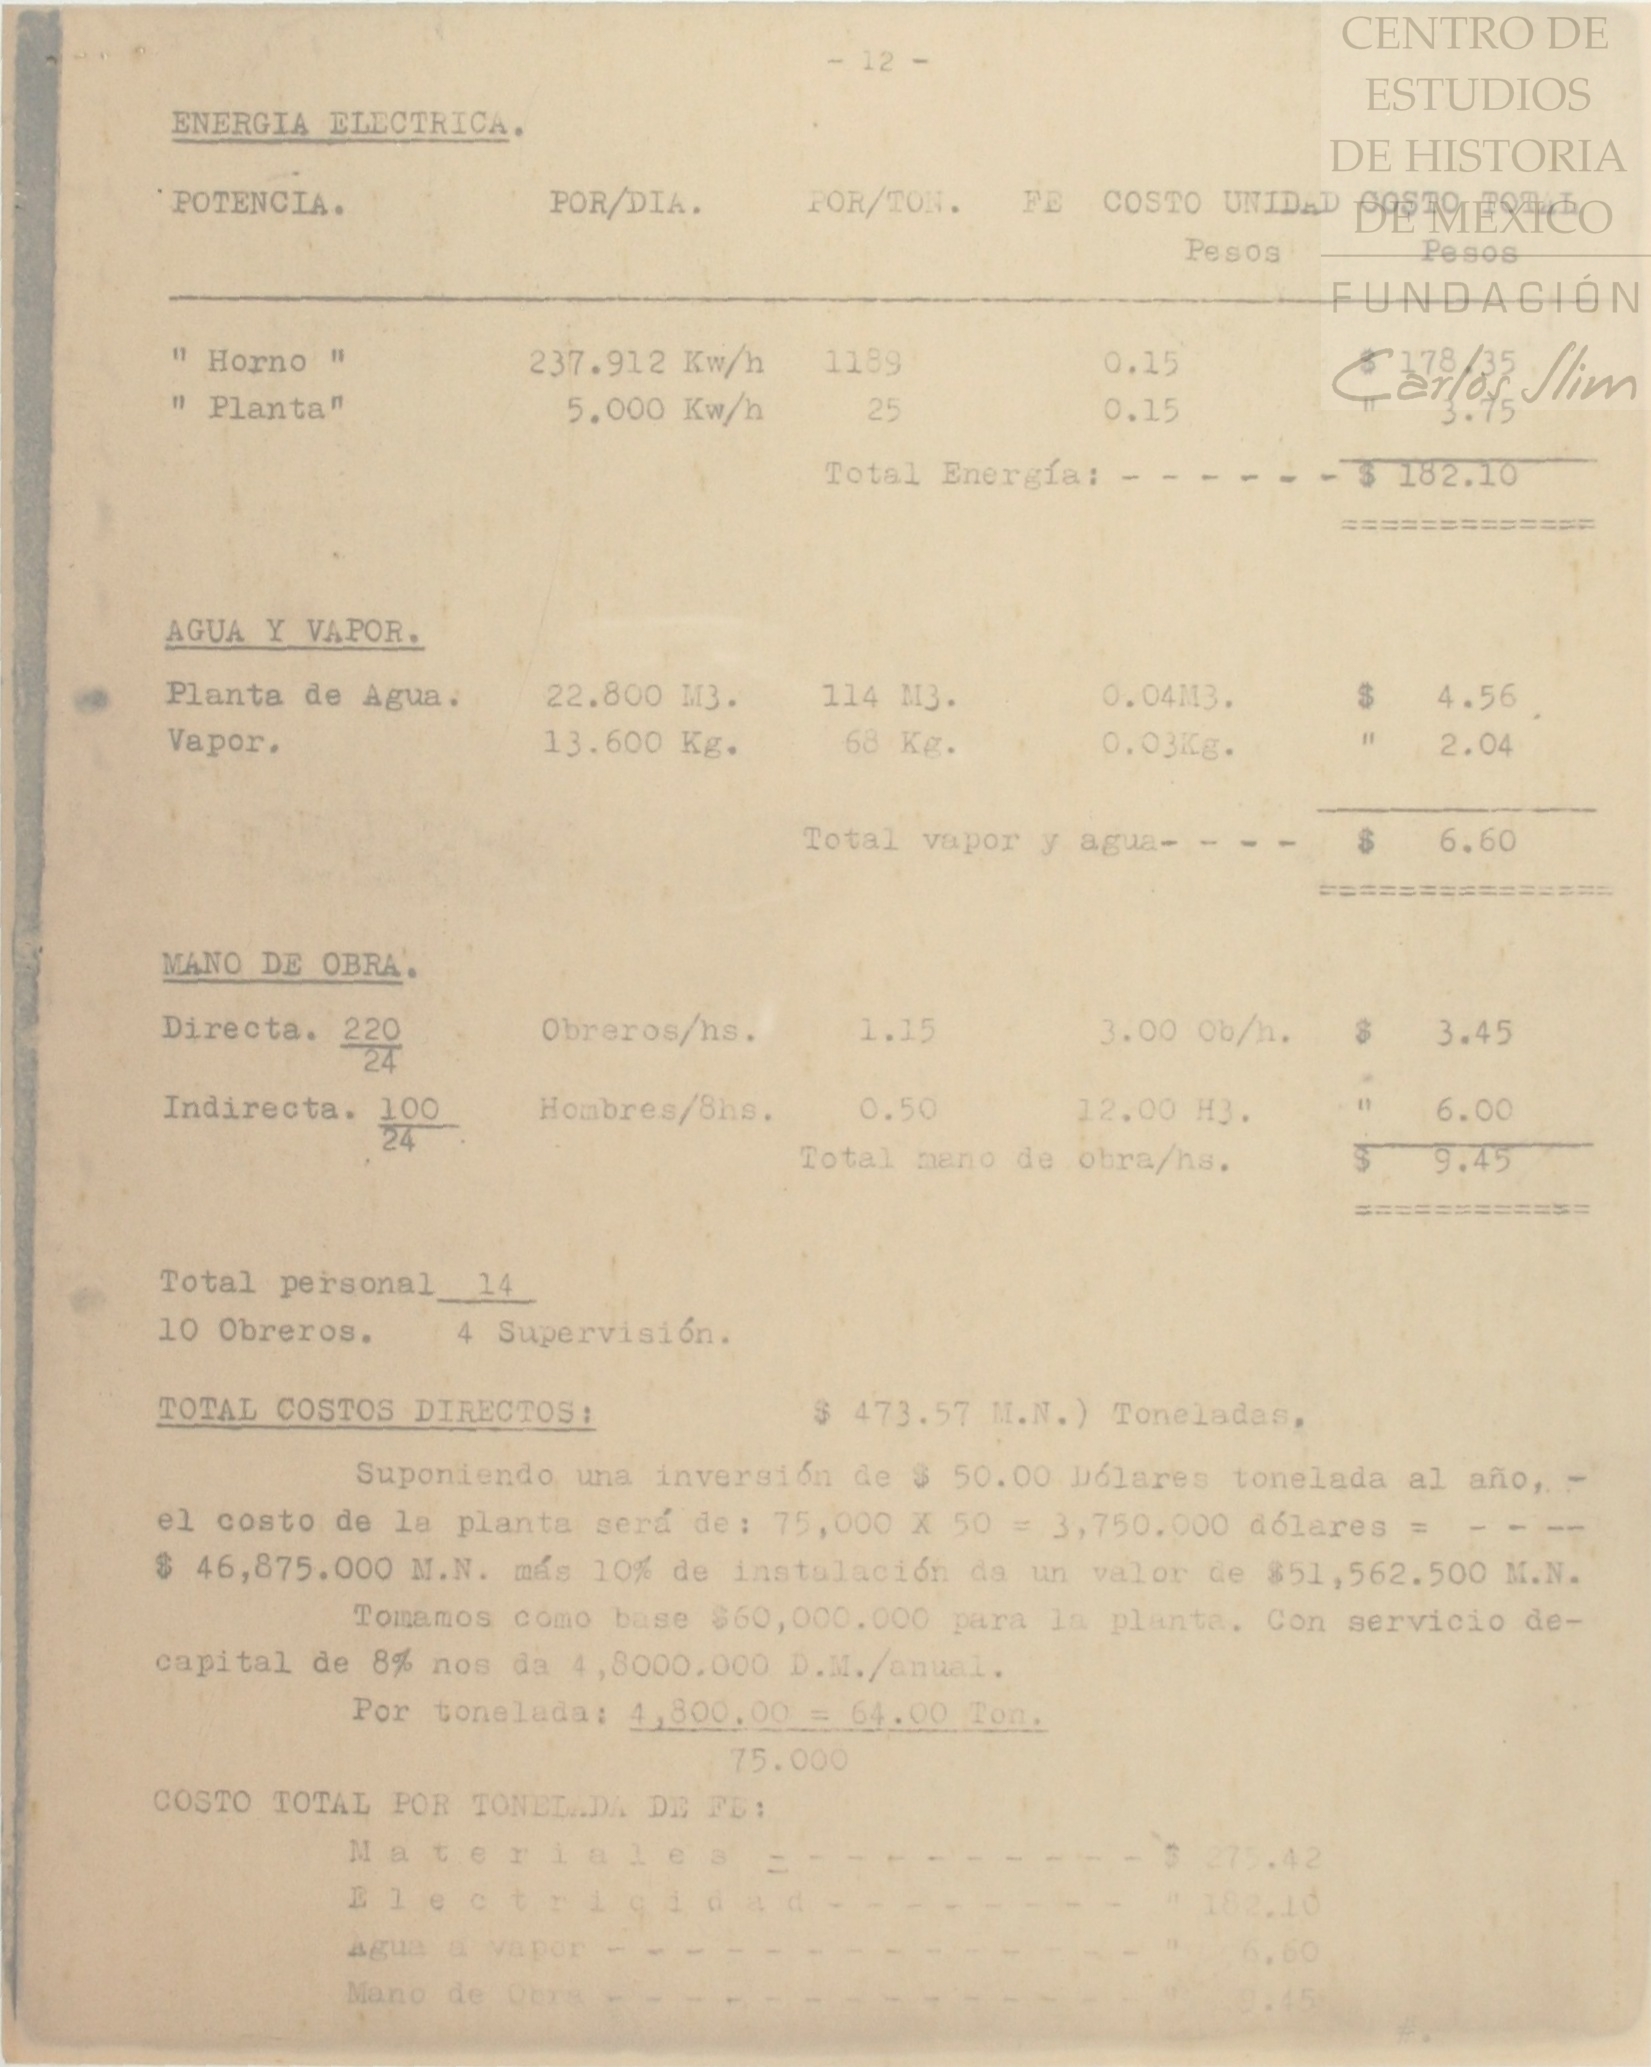 CENTRO DE
ESTUDIOS
DE HISTORIA
DE MEXICO
FUNDACIÓN
Carlos Slim
- 12 -
ENERGIA ELECTRICA.
POTENCIA. POR/DIA. POR/TON. FE COSTO UNIDAD COSTO TOTAL
Pesos Pesos
" Horno " 237.912 Kw/h 1189 0.15 $ 178.35
" Planta" 5.000 Kw/h 25 0.15 " 3.75
Total Energía: - - - - - - $ 182.10
=============
AGUA Y VAPOR.
Planta de Agua. 22.800 M3. 114 M3. 0.04M3. $ 4.56
Vapor. 13.600 Kg. 68 Kg. 0.03Kg. " 2.04
Total vapor y agua- - - - $ 6.60
===============
MANO DE OBRA.
Directa. 220 Obreros/hs. 1.15 3.00 Ob/h. $ 3.45
24
Indirecta. 100 Hombres/8hs. 0.50 12.00 H3. " 6.00
24
Total mano de obra/hs. $ 9.45
============
Total personal 14
10 Obreros. 4 Supervisión.
TOTAL COSTOS DIRECTOS: $ 473.57 M.N.) Toneladas.
Suponiendo una inversión de $ 50.00 Dólares tonelada al año, -
el costo de la planta será de: 75,000 X 50 = 3,750.000 dólares = - - --
$ 46,875.000 M.N. más 10% de instalación da un valor de $51,562.500 M.N.
Tomamos como base $60,000.000 para la planta. Con servicio de-
capital de 8% nos da 4,8000.000 D.M./anual.
Por tonelada: 4,800.00 = 64.00 Ton.
75.000
COSTO TOTAL POR TONELADA DE FE:
M a t e r i a l e s - - - - - - - - - - $ 275.42
E l e c t r i c i d a d - - - - - - - - " 182.10
Agua a vapor - - - - - - - - - - - - - - " 6.60
Mano de Obra - - - - - - - - - - - - - - " 9.45
#.